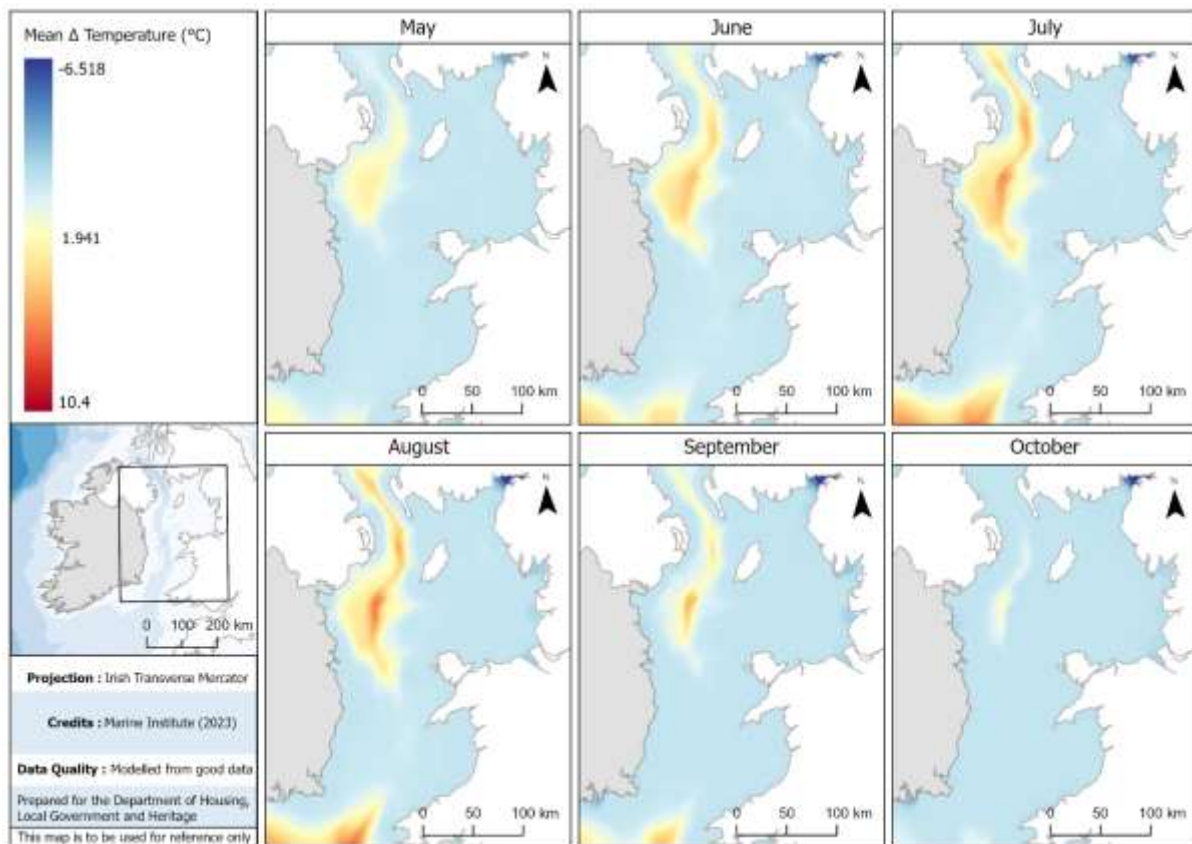 Mean Δ Temperature (°C)
-6.518
1.941
10.4
0 100 200 km
Projection : Irish Transverse Mercator
Credits : Marine Institute (2023)
Data Quality : Modelled from good data
Prepared for the Department of Housing,
Local Government and Heritage
This map is to be used for reference only
May
N
0 50 100 km
June
N
0 50 100 km
July
N
0 50 100 km
August
N
0 50 100 km
September
N
0 50 100 km
October
N
0 50 100 km